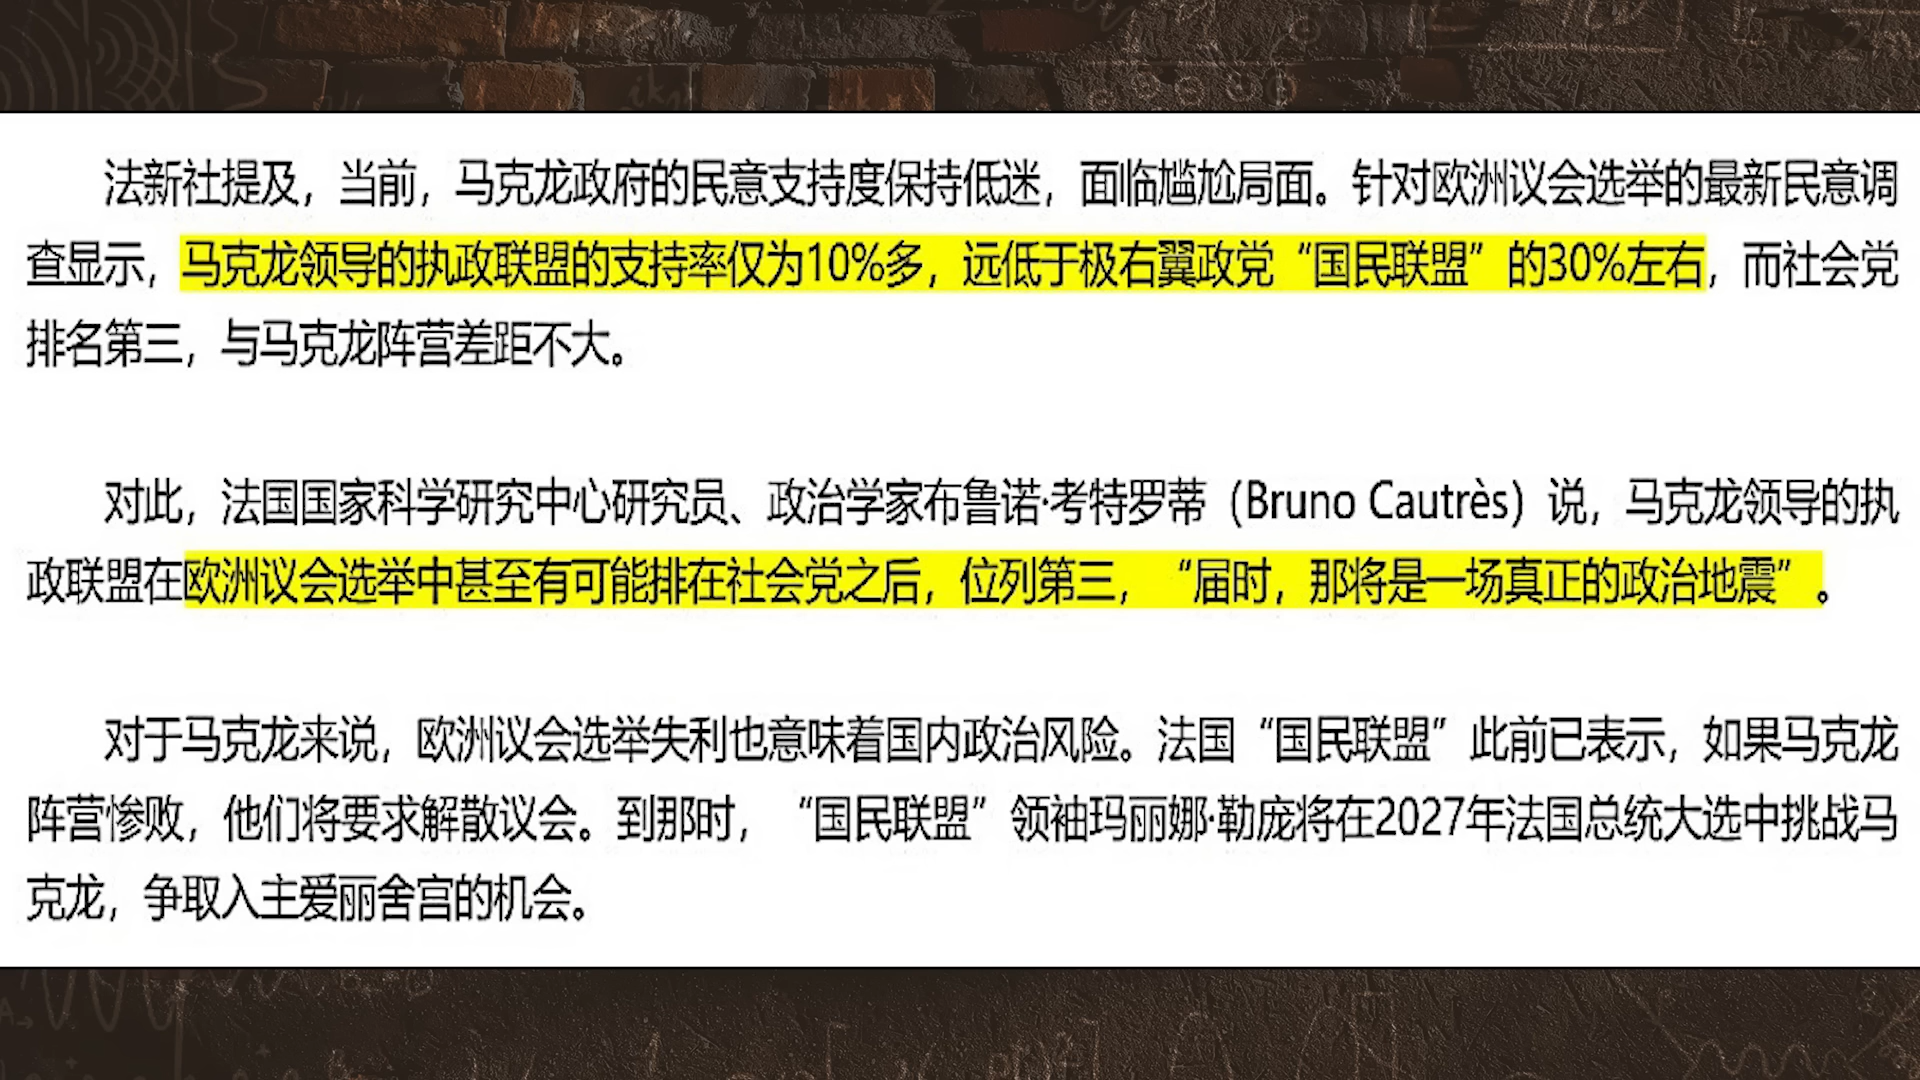 法新社提及，当前，马克龙政府的民意支持度保持低迷，面临尴尬局面。针对欧洲议会选举的最新民意调
查显示，马克龙领导的执政联盟的支持率仅为10%多，远低于极右翼政党“国民联盟”的30%左右，而社会党
排名第三，与马克龙阵营差距不大。
对此，法国国家科学研究中心研究员、政治学家布鲁诺·考特罗蒂（Bruno Cautrès）说，马克龙领导的执
政联盟在欧洲议会选举中甚至有可能排在社会党之后，位列第三，“届时，那将是一场真正的政治地震”。
对于马克龙来说，欧洲议会选举失利也意味着国内政治风险。法国“国民联盟”此前已表示，如果马克龙
阵营惨败，他们将要求解散议会。到那时，“国民联盟”领袖玛丽娜·勒庞将在2027年法国总统大选中挑战马
克龙，争取入主爱丽舍宫的机会。